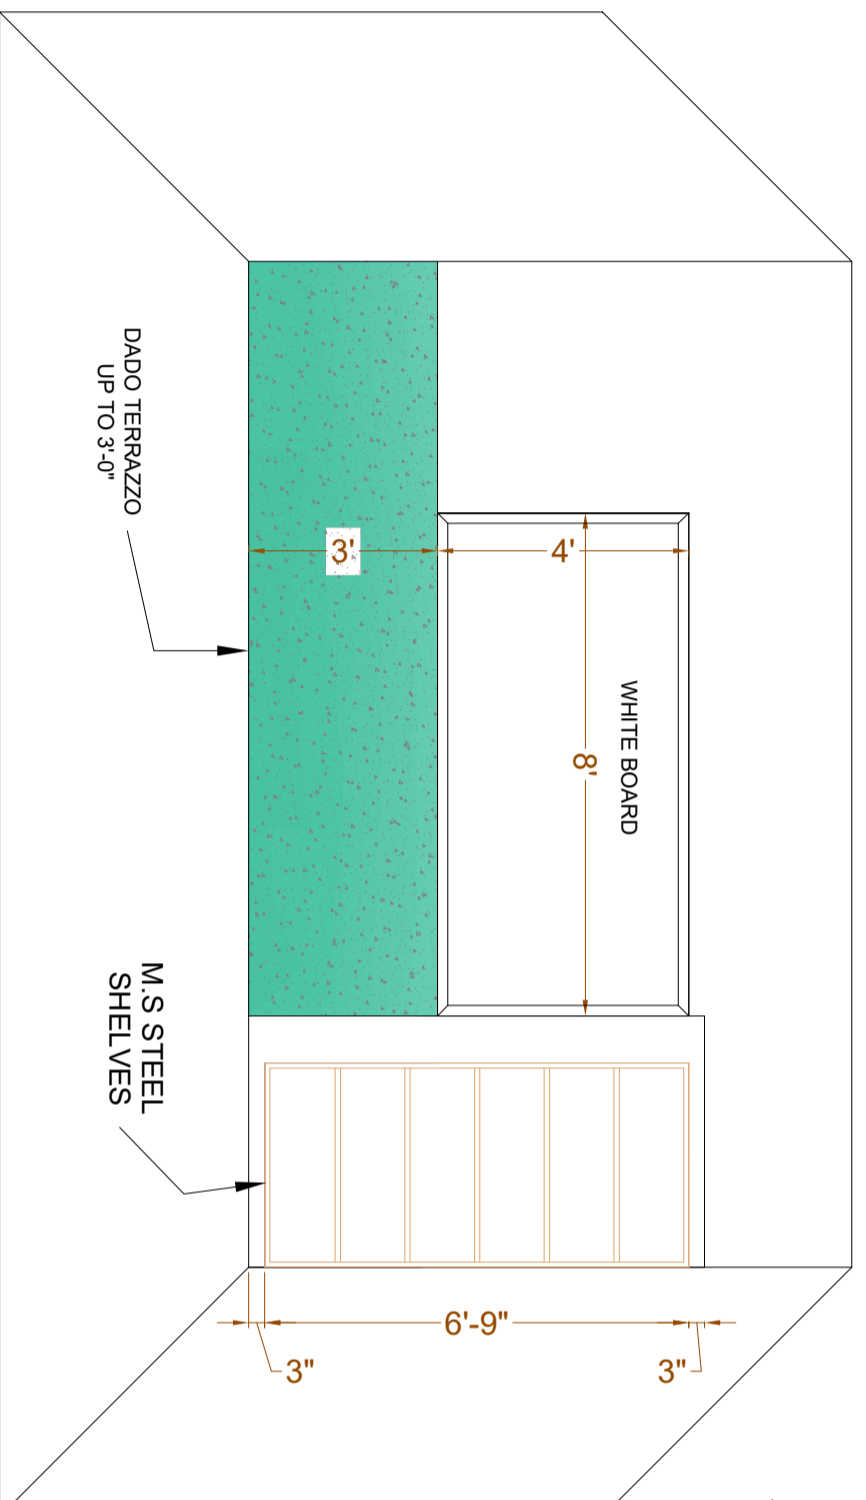 WHITE BOARD
8'
4'
3'
DADO TERRAZZO
UP TO 3'-0"
M.S STEEL
SHELVES
3"
6'-9"
3"